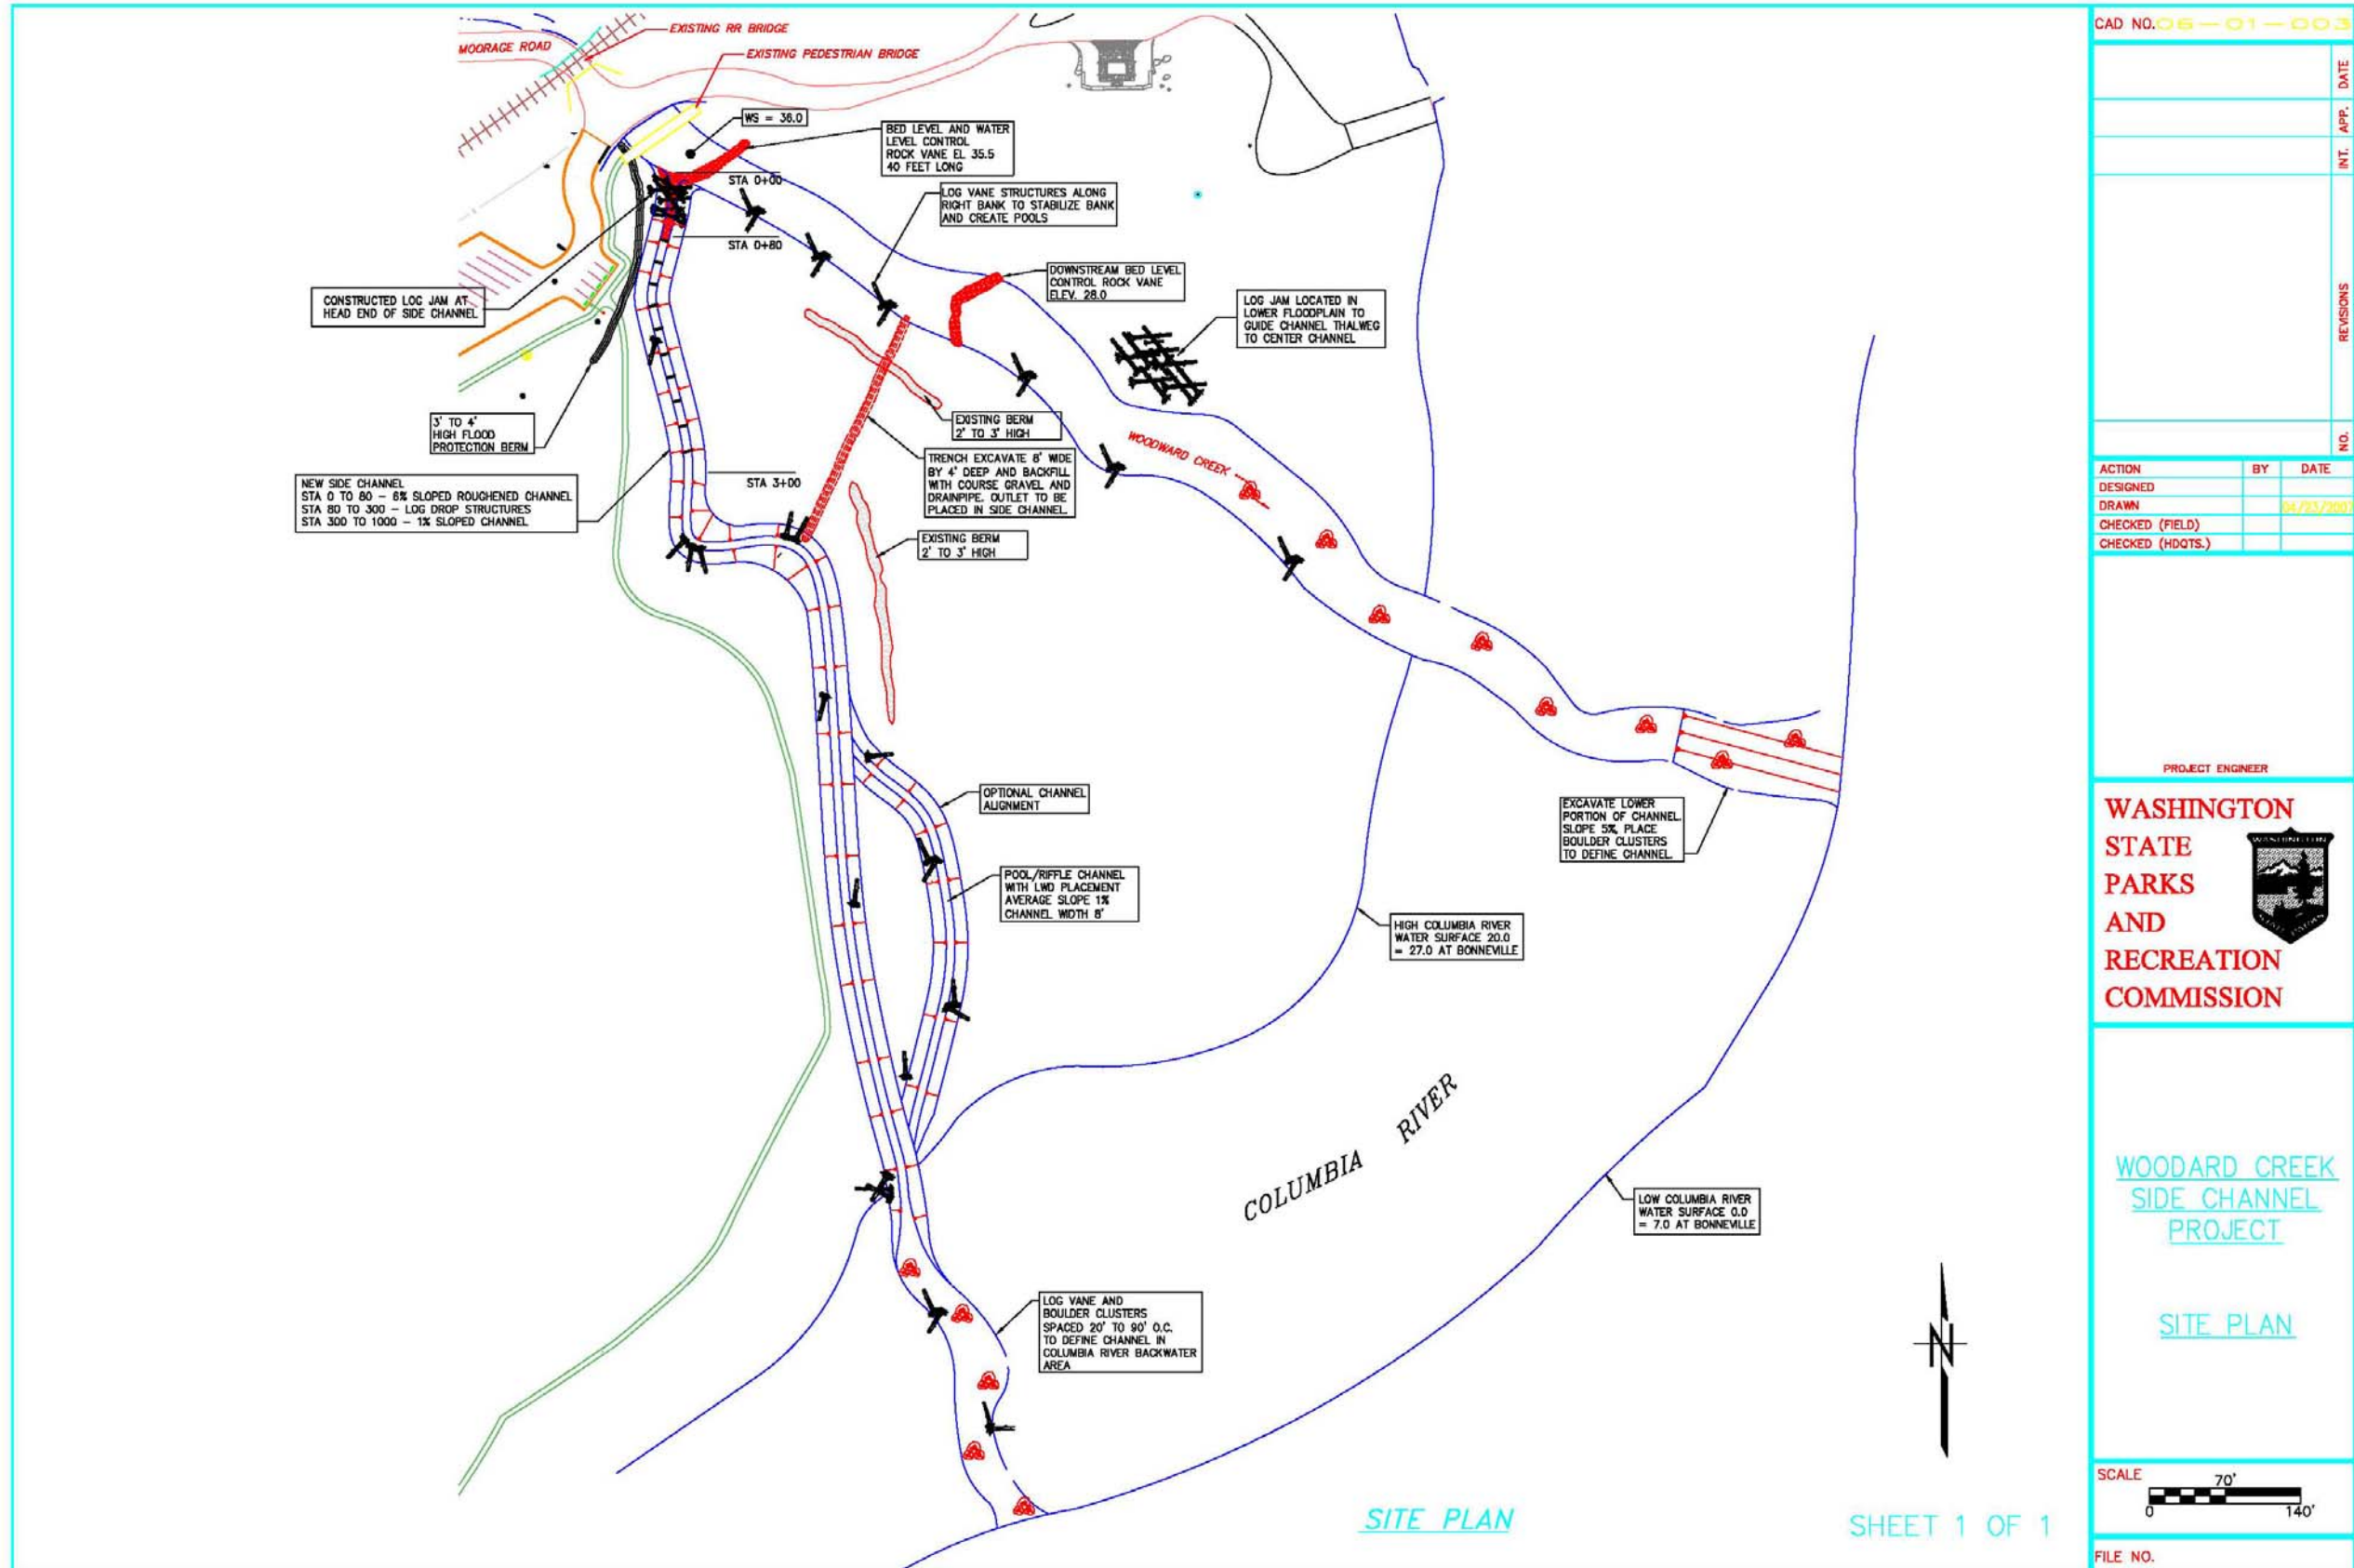 EXISTING RR BRIDGE
MOORAGE ROAD
EXISTING PEDESTRIAN BRIDGE
WS = 36.0
BED LEVEL AND WATER
LEVEL CONTROL
ROCK VANE EL 35.5
40 FEET LONG
STA 0+00
LOG VANE STRUCTURES ALONG
RIGHT BANK TO STABILIZE BANK
AND CREATE POOLS
STA 0+80
DOWNSTREAM BED LEVEL
CONTROL ROCK VANE
ELEV. 28.0
CONSTRUCTED LOG JAM AT
HEAD END OF SIDE CHANNEL
LOG JAM LOCATED IN
LOWER FLOODPLAIN TO
GUIDE CHANNEL THALWEG
TO CENTER CHANNEL
3' TO 4'
HIGH FLOOD
PROTECTION BERM
EXISTING BERM
2' TO 3' HIGH
WOODWARD CREEK
TRENCH EXCAVATE 8' WIDE
BY 4' DEEP AND BACKFILL
WITH COURSE GRAVEL AND
DRAINPIPE. OUTLET TO BE
PLACED IN SIDE CHANNEL.
NEW SIDE CHANNEL
STA 0 TO 80 - 6% SLOPED ROUGHENED CHANNEL
STA 80 TO 300 - LOG DROP STRUCTURES
STA 300 TO 1000 - 1% SLOPED CHANNEL
STA 3+00
EXISTING BERM
2' TO 3' HIGH
OPTIONAL CHANNEL
ALIGNMENT
EXCAVATE LOWER
PORTION OF CHANNEL.
SLOPE 5%, PLACE
BOULDER CLUSTERS
TO DEFINE CHANNEL.
POOL/RIFFLE CHANNEL
WITH LWD PLACEMENT
AVERAGE SLOPE 1%
CHANNEL WIDTH 8'
HIGH COLUMBIA RIVER
WATER SURFACE 20.0
= 27.0 AT BONNEVILLE
COLUMBIA RIVER
LOW COLUMBIA RIVER
WATER SURFACE 0.0
= 7.0 AT BONNEVILLE
LOG VANE AND
BOULDER CLUSTERS
SPACED 20' TO 90' O.C.
TO DEFINE CHANNEL IN
COLUMBIA RIVER BACKWATER
AREA
N
SITE PLAN
SHEET 1 OF 1
CAD NO. 06-01-003
DATE
APP.
INT.
REVISIONS
NO.
ACTION BY DATE
DESIGNED
DRAWN 04/23/2007
CHECKED (FIELD)
CHECKED (HDQTS.)
PROJECT ENGINEER
WASHINGTON
STATE
PARKS
AND
RECREATION
COMMISSION
WASHINGTON
WOODARD CREEK
SIDE CHANNEL
PROJECT
SITE PLAN
SCALE
70'
0 140'
FILE NO.